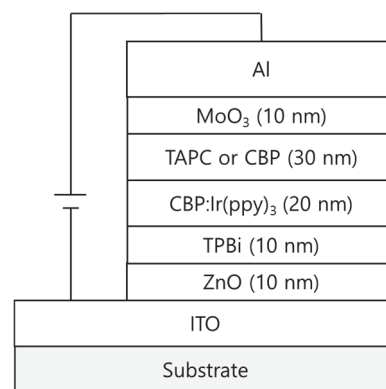 Al
MoO₃ (10 nm)
TAPC or CBP (30 nm)
CBP:Ir(ppy)₃ (20 nm)
TPBi (10 nm)
ZnO (10 nm)
ITO
Substrate